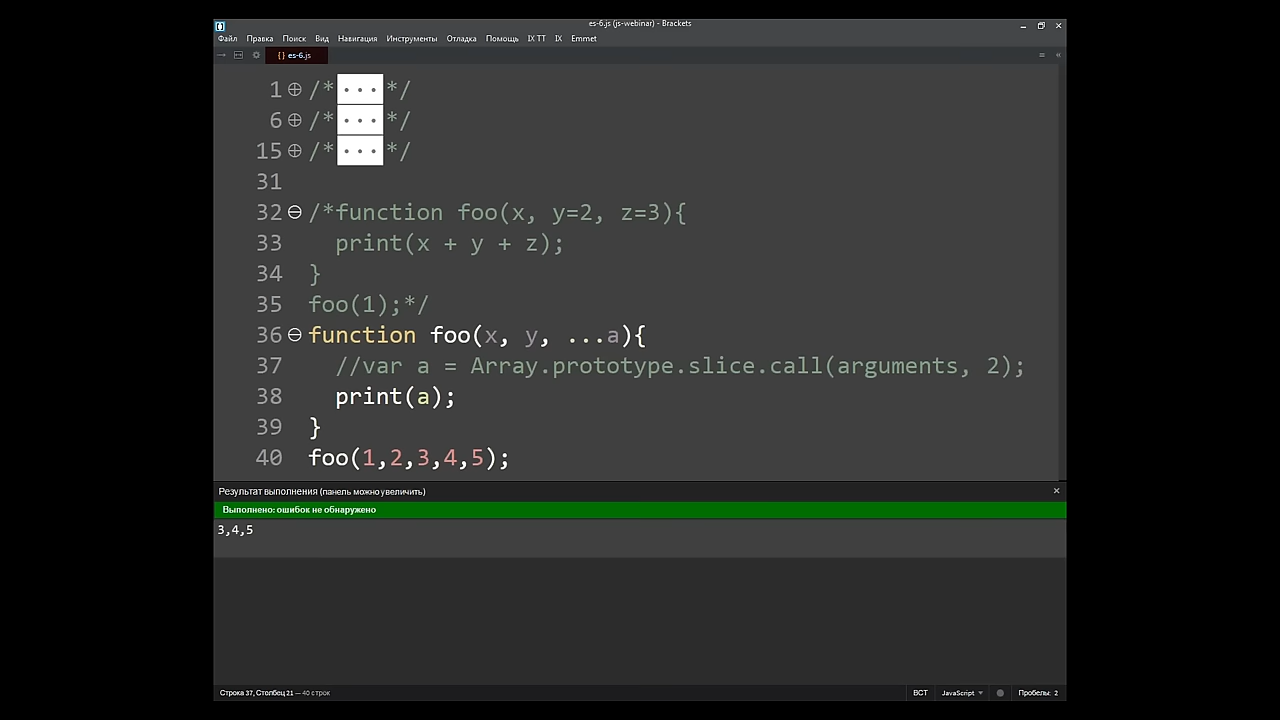 es-6.js (js-webinar) - Brackets
Файл Правка Поиск Вид Навигация Инструменты Отладка Помощь IX TT IX Emmet
{} es-6.js
1 /*...*/
6 /*...*/
15 /*...*/
31
32 /*function foo(x, y=2, z=3){
33 print(x + y + z);
34 }
35 foo(1);*/
36 function foo(x, y, ...a){
37 //var a = Array.prototype.slice.call(arguments, 2);
38 print(a);
39 }
40 foo(1,2,3,4,5);
Результат выполнения (панель можно увеличить)
Выполнено: ошибок не обнаружено
3,4,5
Строка 37, Столбец 21 — 40 строк ВСТ JavaScript Пробелы: 2